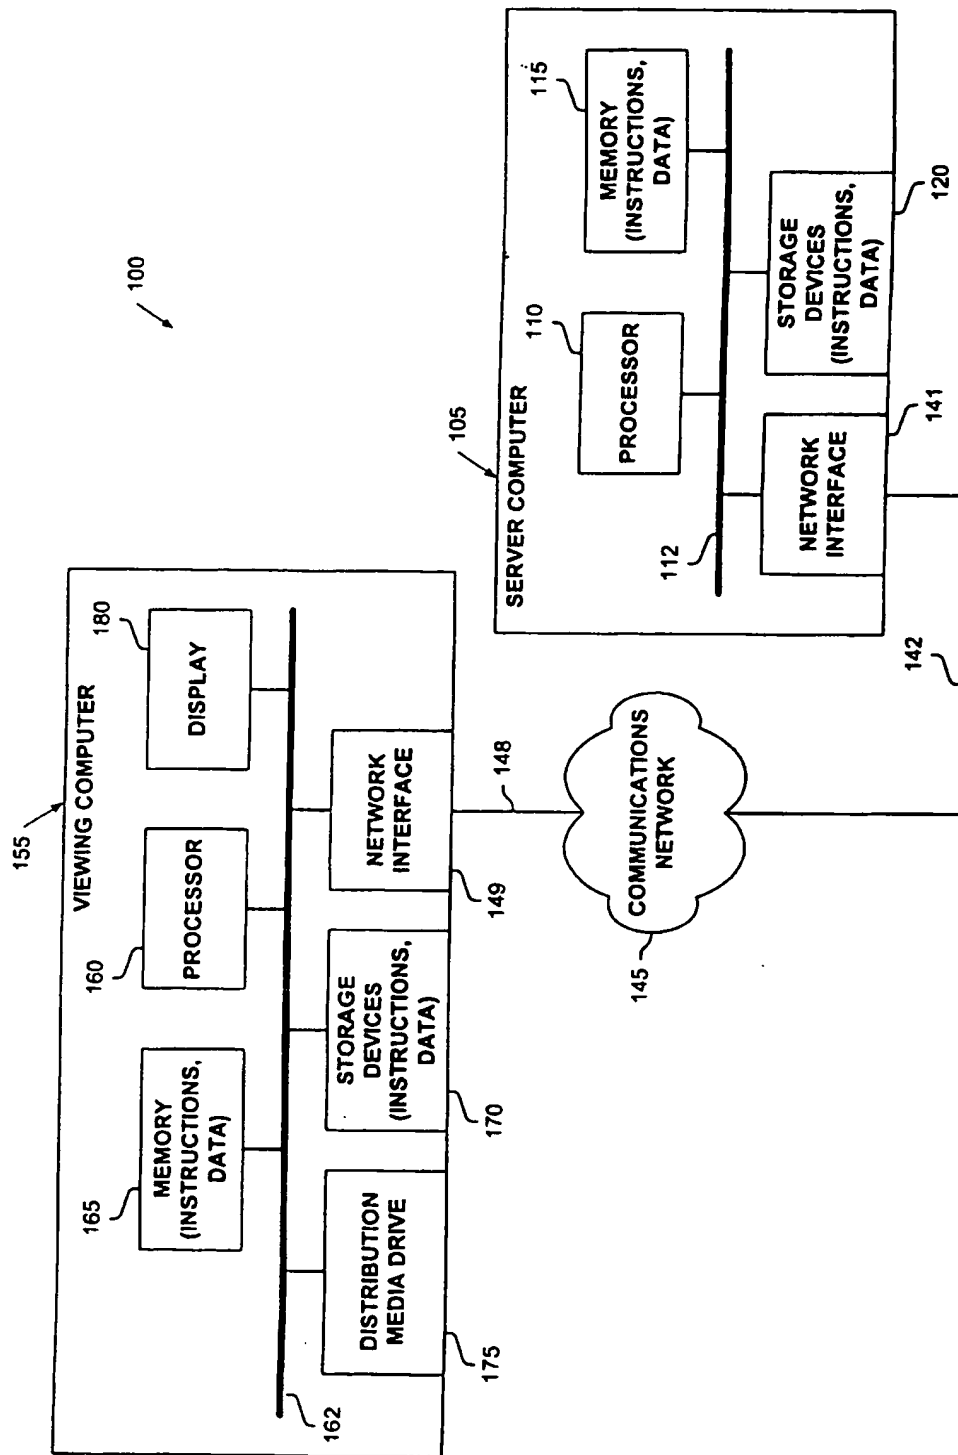 100
155
VIEWING COMPUTER
165
MEMORY
(INSTRUCTIONS,
DATA)
160
PROCESSOR
180
DISPLAY
162
DISTRIBUTION
MEDIA DRIVE
175
STORAGE
DEVICES
(INSTRUCTIONS,
DATA)
170
NETWORK
INTERFACE
149
148
COMMUNICATIONS
NETWORK
145
142
105
SERVER COMPUTER
110
PROCESSOR
115
MEMORY
(INSTRUCTIONS,
DATA)
112
NETWORK
INTERFACE
141
STORAGE
DEVICES
(INSTRUCTIONS,
DATA)
120